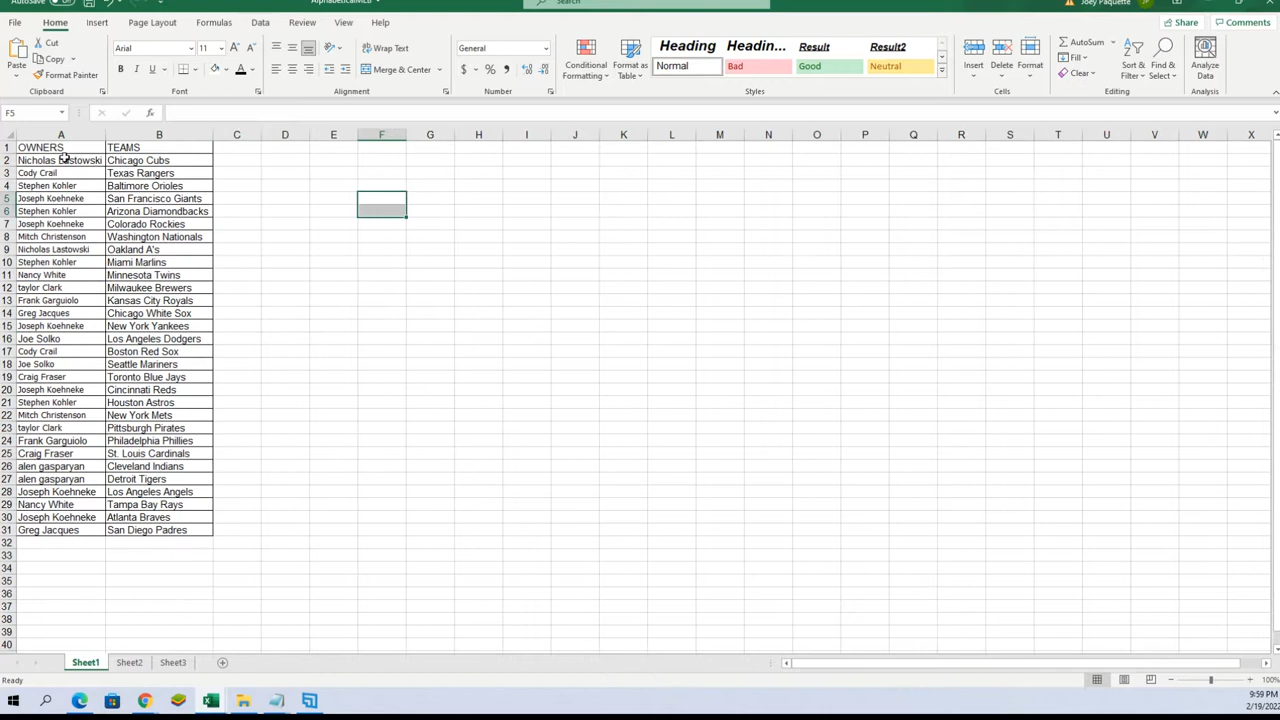 AutoSave Off AlphabeticalMLB Search Joey Paquette JP
File Home Insert Page Layout Formulas Data Review View Help Share Comments
Paste Cut Copy Format Painter Clipboard
Arial 11 A A B I U A Font
Wrap Text Merge & Center Alignment
General $ % , Number
Conditional Formatting Format as Table
Heading Headin... Result Result2
Normal Bad Good Neutral Styles
Insert Delete Format Cells
AutoSum Fill Clear Sort & Filter Find & Select Editing
Analyze Data Analysis
F5 fx
A B C D E F G H I J K L M N O P Q R S T U V W X
1 OWNERS TEAMS
2 Nicholas Lastowski Chicago Cubs
3 Cody Crail Texas Rangers
4 Stephen Kohler Baltimore Orioles
5 Joseph Koehneke San Francisco Giants
6 Stephen Kohler Arizona Diamondbacks
7 Joseph Koehneke Colorado Rockies
8 Mitch Christenson Washington Nationals
9 Nicholas Lastowski Oakland A's
10 Stephen Kohler Miami Marlins
11 Nancy White Minnesota Twins
12 taylor Clark Milwaukee Brewers
13 Frank Garguiolo Kansas City Royals
14 Greg Jacques Chicago White Sox
15 Joseph Koehneke New York Yankees
16 Joe Solko Los Angeles Dodgers
17 Cody Crail Boston Red Sox
18 Joe Solko Seattle Mariners
19 Craig Fraser Toronto Blue Jays
20 Joseph Koehneke Cincinnati Reds
21 Stephen Kohler Houston Astros
22 Mitch Christenson New York Mets
23 taylor Clark Pittsburgh Pirates
24 Frank Garguiolo Philadelphia Phillies
25 Craig Fraser St. Louis Cardinals
26 alen gasparyan Cleveland Indians
27 alen gasparyan Detroit Tigers
28 Joseph Koehneke Los Angeles Angels
29 Nancy White Tampa Bay Rays
30 Joseph Koehneke Atlanta Braves
31 Greg Jacques San Diego Padres
32
33
34
35
36
37
38
39
40
Sheet1 Sheet2 Sheet3
Ready 100%
9:59 PM
2/19/2022